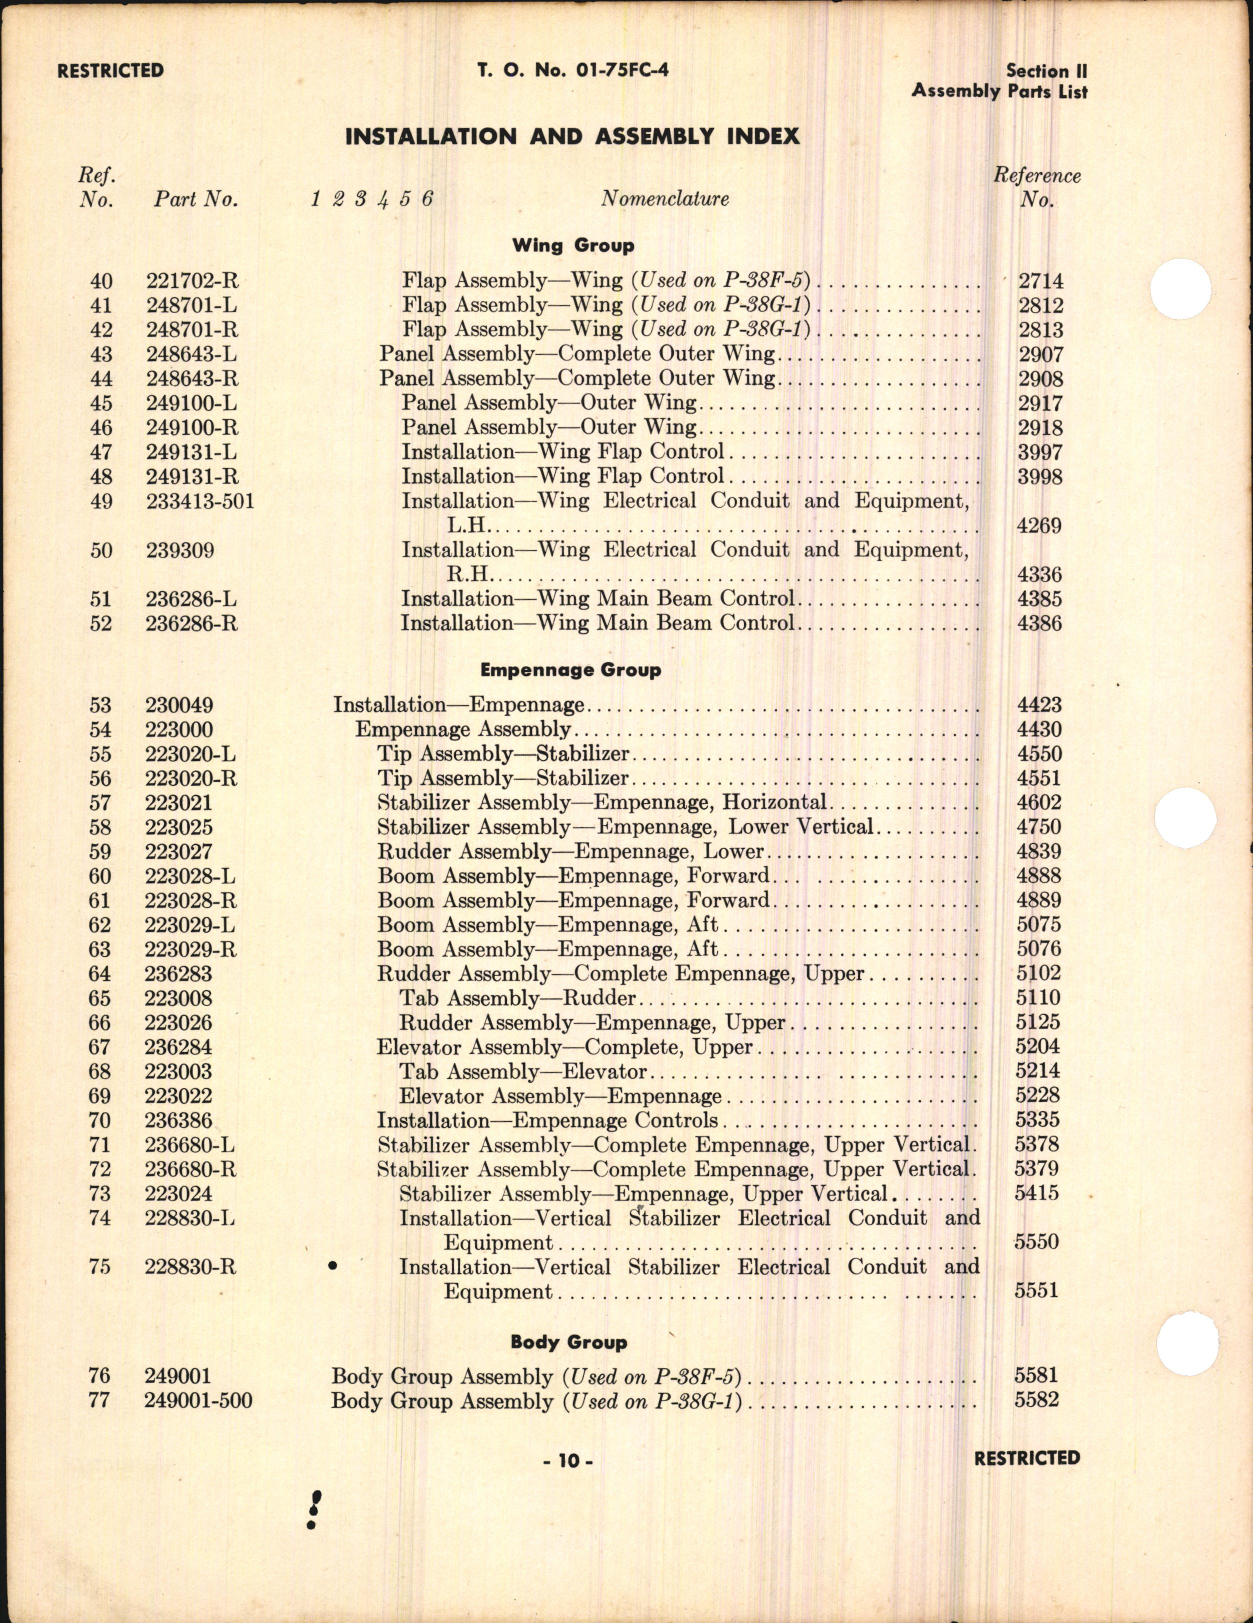 RESTRICTED T. O. No. 01-75FC-4 Section II
Assembly Parts List
INSTALLATION AND ASSEMBLY INDEX
Ref. Reference
No. Part No. 1 2 3 4 5 6 Nomenclature No.
Wing Group
40 221702-R Flap Assembly—Wing (Used on P-38F-5) 2714
41 248701-L Flap Assembly—Wing (Used on P-38G-1) 2812
42 248701-R Flap Assembly—Wing (Used on P-38G-1) 2813
43 248643-L Panel Assembly—Complete Outer Wing 2907
44 248643-R Panel Assembly—Complete Outer Wing 2908
45 249100-L Panel Assembly—Outer Wing 2917
46 249100-R Panel Assembly—Outer Wing 2918
47 249131-L Installation—Wing Flap Control 3997
48 249131-R Installation—Wing Flap Control 3998
49 233413-501 Installation—Wing Electrical Conduit and Equipment,
L.H. 4269
50 239309 Installation—Wing Electrical Conduit and Equipment,
R.H. 4336
51 236286-L Installation—Wing Main Beam Control 4385
52 236286-R Installation—Wing Main Beam Control 4386
Empennage Group
53 230049 Installation—Empennage 4423
54 223000 Empennage Assembly 4430
55 223020-L Tip Assembly—Stabilizer 4550
56 223020-R Tip Assembly—Stabilizer 4551
57 223021 Stabilizer Assembly—Empennage, Horizontal 4602
58 223025 Stabilizer Assembly—Empennage, Lower Vertical 4750
59 223027 Rudder Assembly—Empennage, Lower 4839
60 223028-L Boom Assembly—Empennage, Forward 4888
61 223028-R Boom Assembly—Empennage, Forward 4889
62 223029-L Boom Assembly—Empennage, Aft 5075
63 223029-R Boom Assembly—Empennage, Aft 5076
64 236283 Rudder Assembly—Complete Empennage, Upper 5102
65 223008 Tab Assembly—Rudder 5110
66 223026 Rudder Assembly—Empennage, Upper 5125
67 236284 Elevator Assembly—Complete, Upper 5204
68 223003 Tab Assembly—Elevator 5214
69 223022 Elevator Assembly—Empennage 5228
70 236386 Installation—Empennage Controls 5335
71 236680-L Stabilizer Assembly—Complete Empennage, Upper Vertical. 5378
72 236680-R Stabilizer Assembly—Complete Empennage, Upper Vertical. 5379
73 223024 Stabilizer Assembly—Empennage, Upper Vertical 5415
74 228830-L Installation—Vertical Stabilizer Electrical Conduit and
Equipment 5550
75 228830-R Installation—Vertical Stabilizer Electrical Conduit and
Equipment 5551
Body Group
76 249001 Body Group Assembly (Used on P-38F-5) 5581
77 249001-500 Body Group Assembly (Used on P-38G-1) 5582
- 10 - RESTRICTED